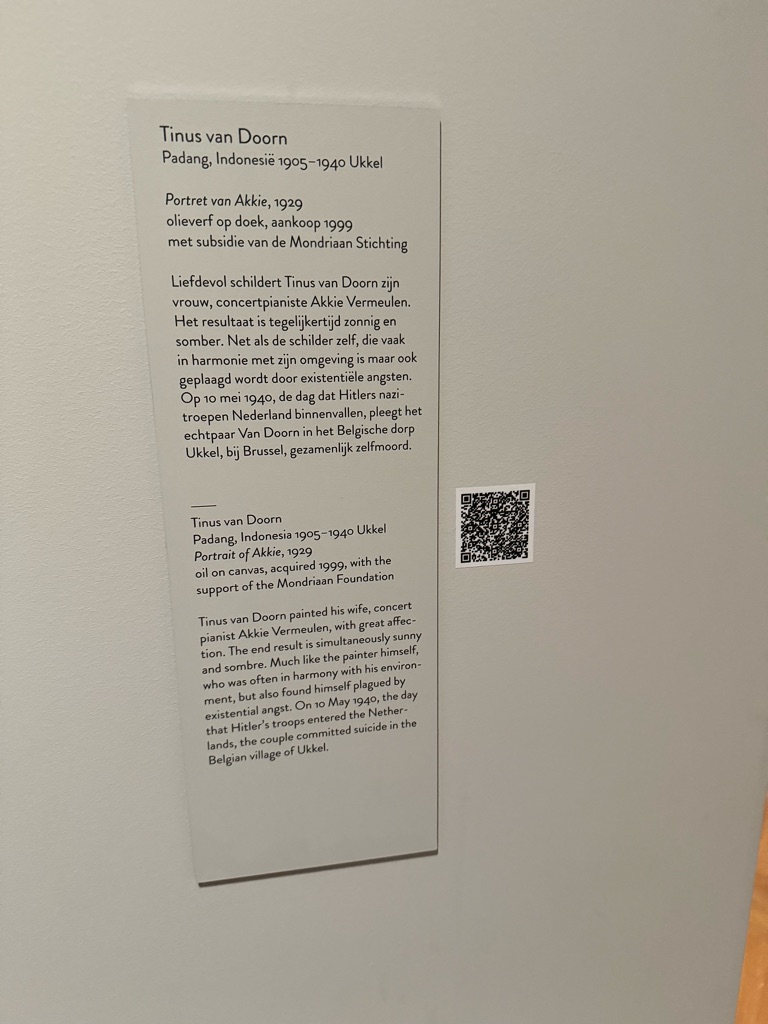 Tinus van Doorn
Padang, Indonesië 1905–1940 Ukkel
Portret van Akkie, 1929
olieverf op doek, aankoop 1999
met subsidie van de Mondriaan Stichting
Liefdevol schildert Tinus van Doorn zijn
vrouw, concertpianiste Akkie Vermeulen.
Het resultaat is tegelijkertijd zonnig en
somber. Net als de schilder zelf, die vaak
in harmonie met zijn omgeving is maar ook
geplaagd wordt door existentiële angsten.
Op 10 mei 1940, de dag dat Hitlers nazi-
troepen Nederland binnenvallen, pleegt het
echtpaar Van Doorn in het Belgische dorp
Ukkel, bij Brussel, gezamenlijk zelfmoord.
Tinus van Doorn
Padang, Indonesia 1905–1940 Ukkel
Portrait of Akkie, 1929
oil on canvas, acquired 1999, with the
support of the Mondriaan Foundation
Tinus van Doorn painted his wife, concert
pianist Akkie Vermeulen, with great affec-
tion. The end result is simultaneously sunny
and sombre. Much like the painter himself,
who was often in harmony with his environ-
ment, but also found himself plagued by
existential angst. On 10 May 1940, the day
that Hitler's troops entered the Nether-
lands, the couple committed suicide in the
Belgian village of Ukkel.